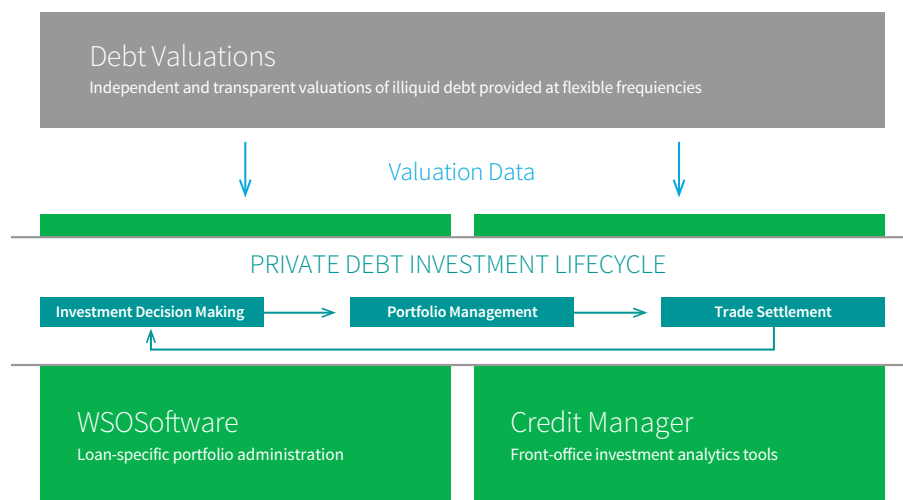 Debt Valuations
Independent and transparent valuations of illiquid debt provided at flexible frequiencies
Valuation Data
PRIVATE DEBT INVESTMENT LIFECYCLE
Investment Decision Making
Portfolio Management
Trade Settlement
WSOSoftware
Loan-specific portfolio administration
Credit Manager
Front-office investment analytics tools